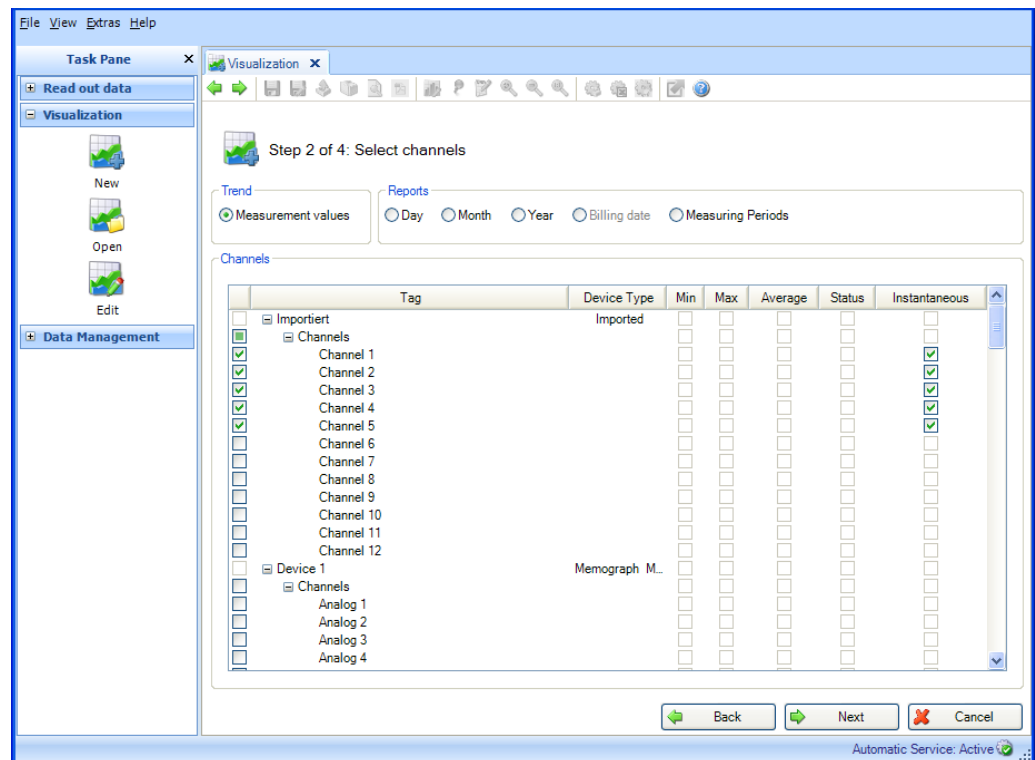 File View Extras Help
Task Pane
Visualization
Read out data
Visualization
New
Open
Edit
Data Management
Step 2 of 4: Select channels
Trend
Measurement values
Reports
Day Month Year Billing date Measuring Periods
Channels
Tag Device Type Min Max Average Status Instantaneous
Importiert Imported
Channels
Channel 1
Channel 2
Channel 3
Channel 4
Channel 5
Channel 6
Channel 7
Channel 8
Channel 9
Channel 10
Channel 11
Channel 12
Device 1 Memograph M...
Channels
Analog 1
Analog 2
Analog 3
Analog 4
Back Next Cancel
Automatic Service: Active